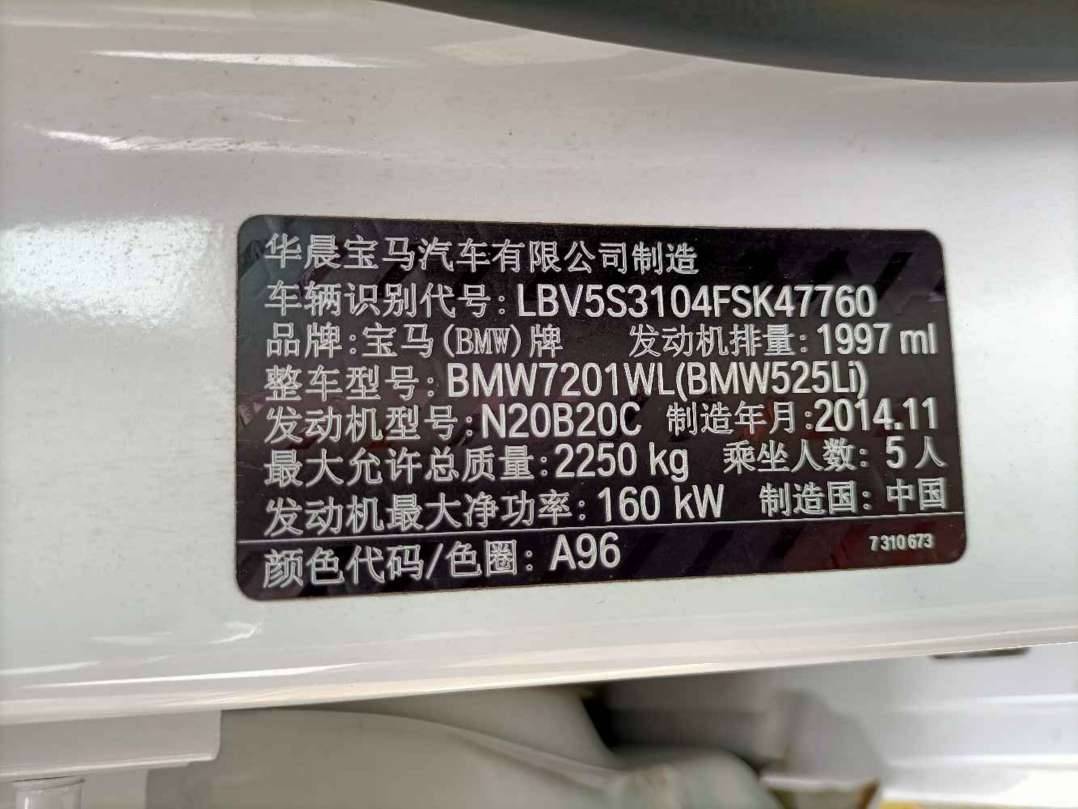 华晨宝马汽车有限公司制造
车辆识别代号: LBV5S3104FSK47760
品牌:宝马(BMW)牌 发动机排量: 1997 ml
整车型号: BMW7201WL(BMW525Li)
发动机型号: N20B20C 制造年月:2014.11
最大允许总质量:2250 kg 乘坐人数: 5人
发动机最大净功率: 160 kW 制造国: 中国
颜色代码/色圈: A96 7 310 673